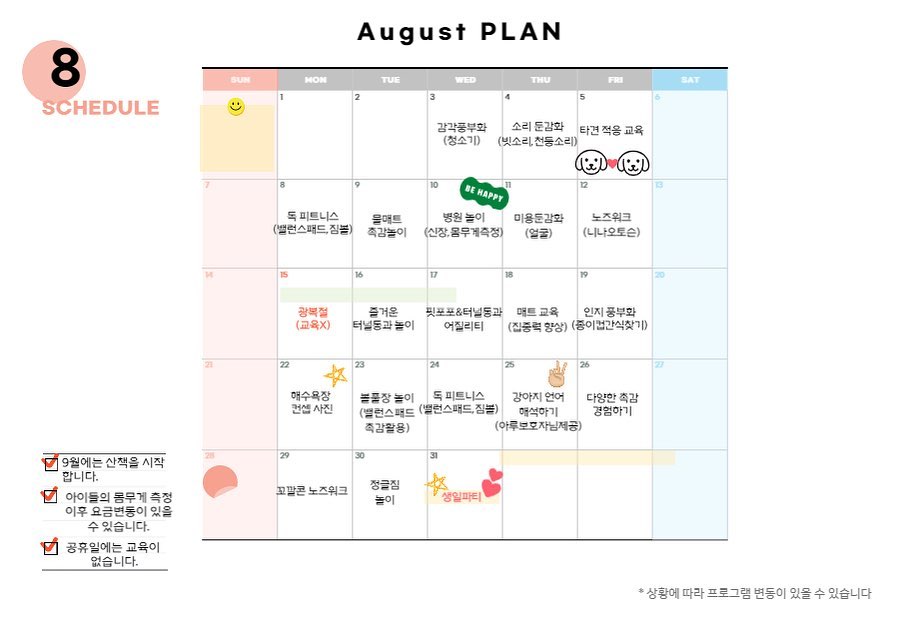 August PLAN
8
SCHEDULE
SUN MON TUE WED THU FRI SAT
1 2 3 4 5 6
감각풍부화
(청소기)
소리 둔감화
(빗소리,천둥소리)
타견 적응 교육
7 8 9 10 11 12 13
BE HAPPY
독 피트니스
(밸런스패드,짐볼)
물매트
촉감놀이
병원 놀이
(신장,몸무게측정)
미용둔감화
(얼굴)
노즈워크
(니나오토슨)
14 15 16 17 18 19 20
광복절
(교육X)
즐거운
터널통과 놀이
핏포포&터널통과
어질리티
매트 교육
(집중력 향상)
인지 풍부화
(종이컵간식찾기)
21 22 23 24 25 26 27
해수욕장
컨셉 사진
볼풀장 놀이
(밸런스패드
촉감활용)
독 피트니스
(밸런스패드,짐볼)
강아지 언어
해석하기
(아루보호자님제공)
다양한 촉감
경험하기
28 29 30 31
꼬깔콘 노즈워크
정글짐
놀이
생일파티
9월에는 산책을 시작
합니다.
아이들의 몸무게 측정
이후 요금변동이 있을
수 있습니다.
공휴일에는 교육이
없습니다.
* 상황에 따라 프로그램 변동이 있을 수 있습니다